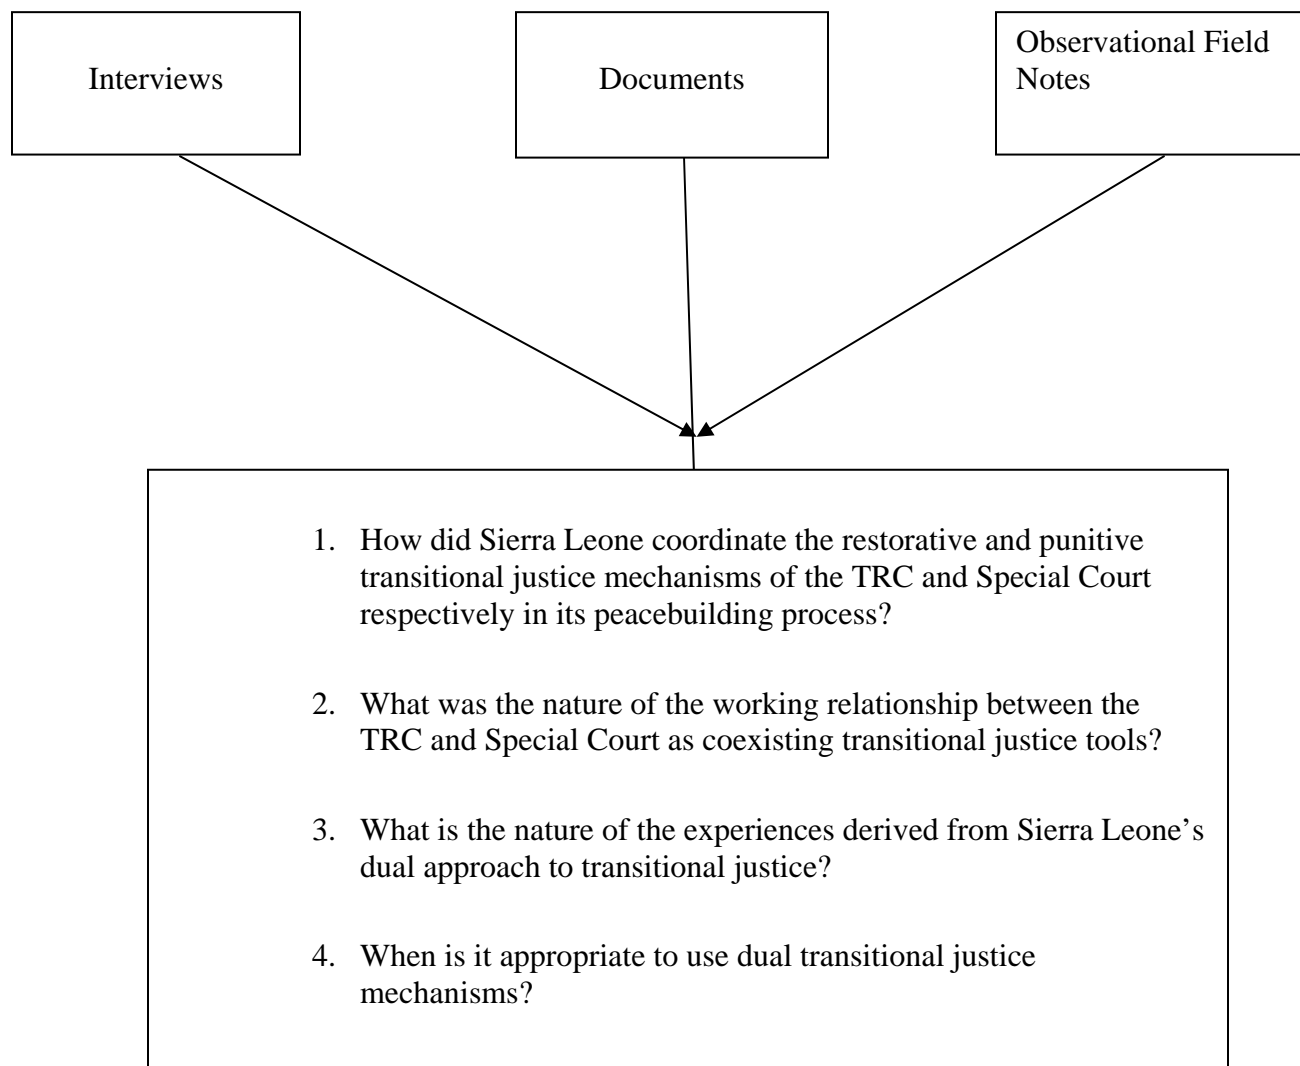 Interviews
Documents
Observational Field
Notes
1. How did Sierra Leone coordinate the restorative and punitive
transitional justice mechanisms of the TRC and Special Court
respectively in its peacebuilding process?
2. What was the nature of the working relationship between the
TRC and Special Court as coexisting transitional justice tools?
3. What is the nature of the experiences derived from Sierra Leone’s
dual approach to transitional justice?
4. When is it appropriate to use dual transitional justice
mechanisms?